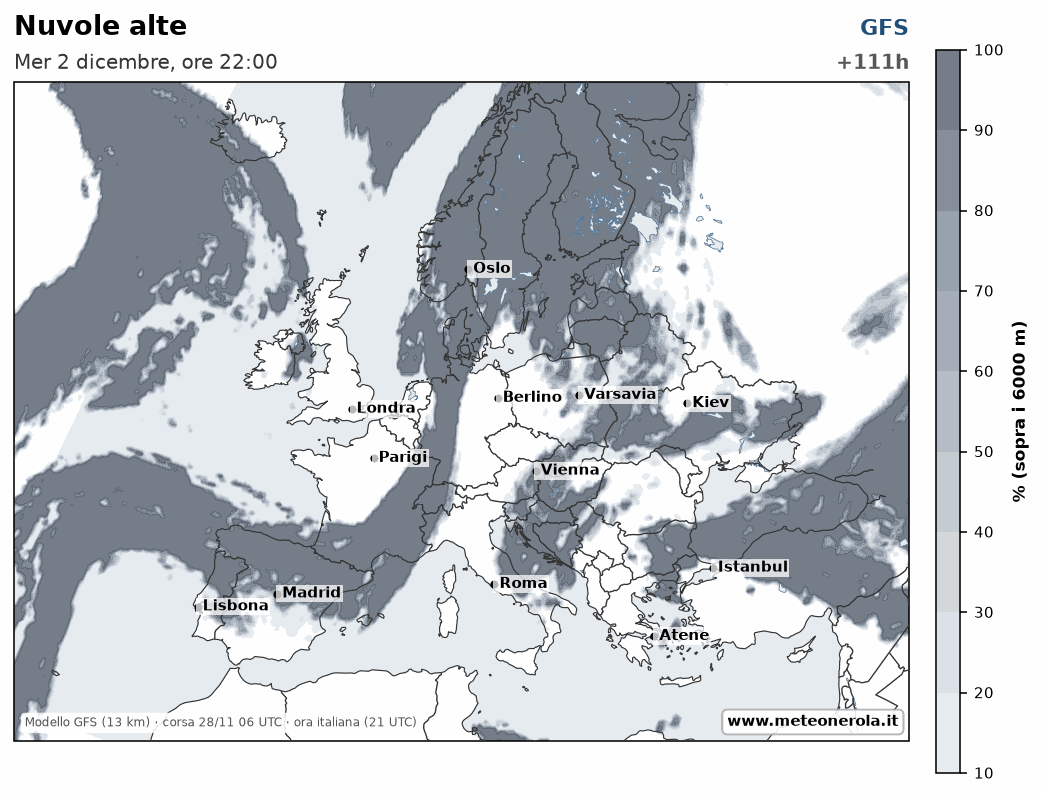 Nuvole alte
GFS
Mer 2 dicembre, ore 22:00
+111h
Oslo
Londra
Berlino
Varsavia
Kiev
Parigi
Vienna
Istanbul
Roma
Madrid
Lisbona
Atene
Modello GFS (13 km) · corsa 28/11 06 UTC · ora italiana (21 UTC)
www.meteonerola.it
100
90
80
70
60
50
40
30
20
10
% (sopra i 6000 m)